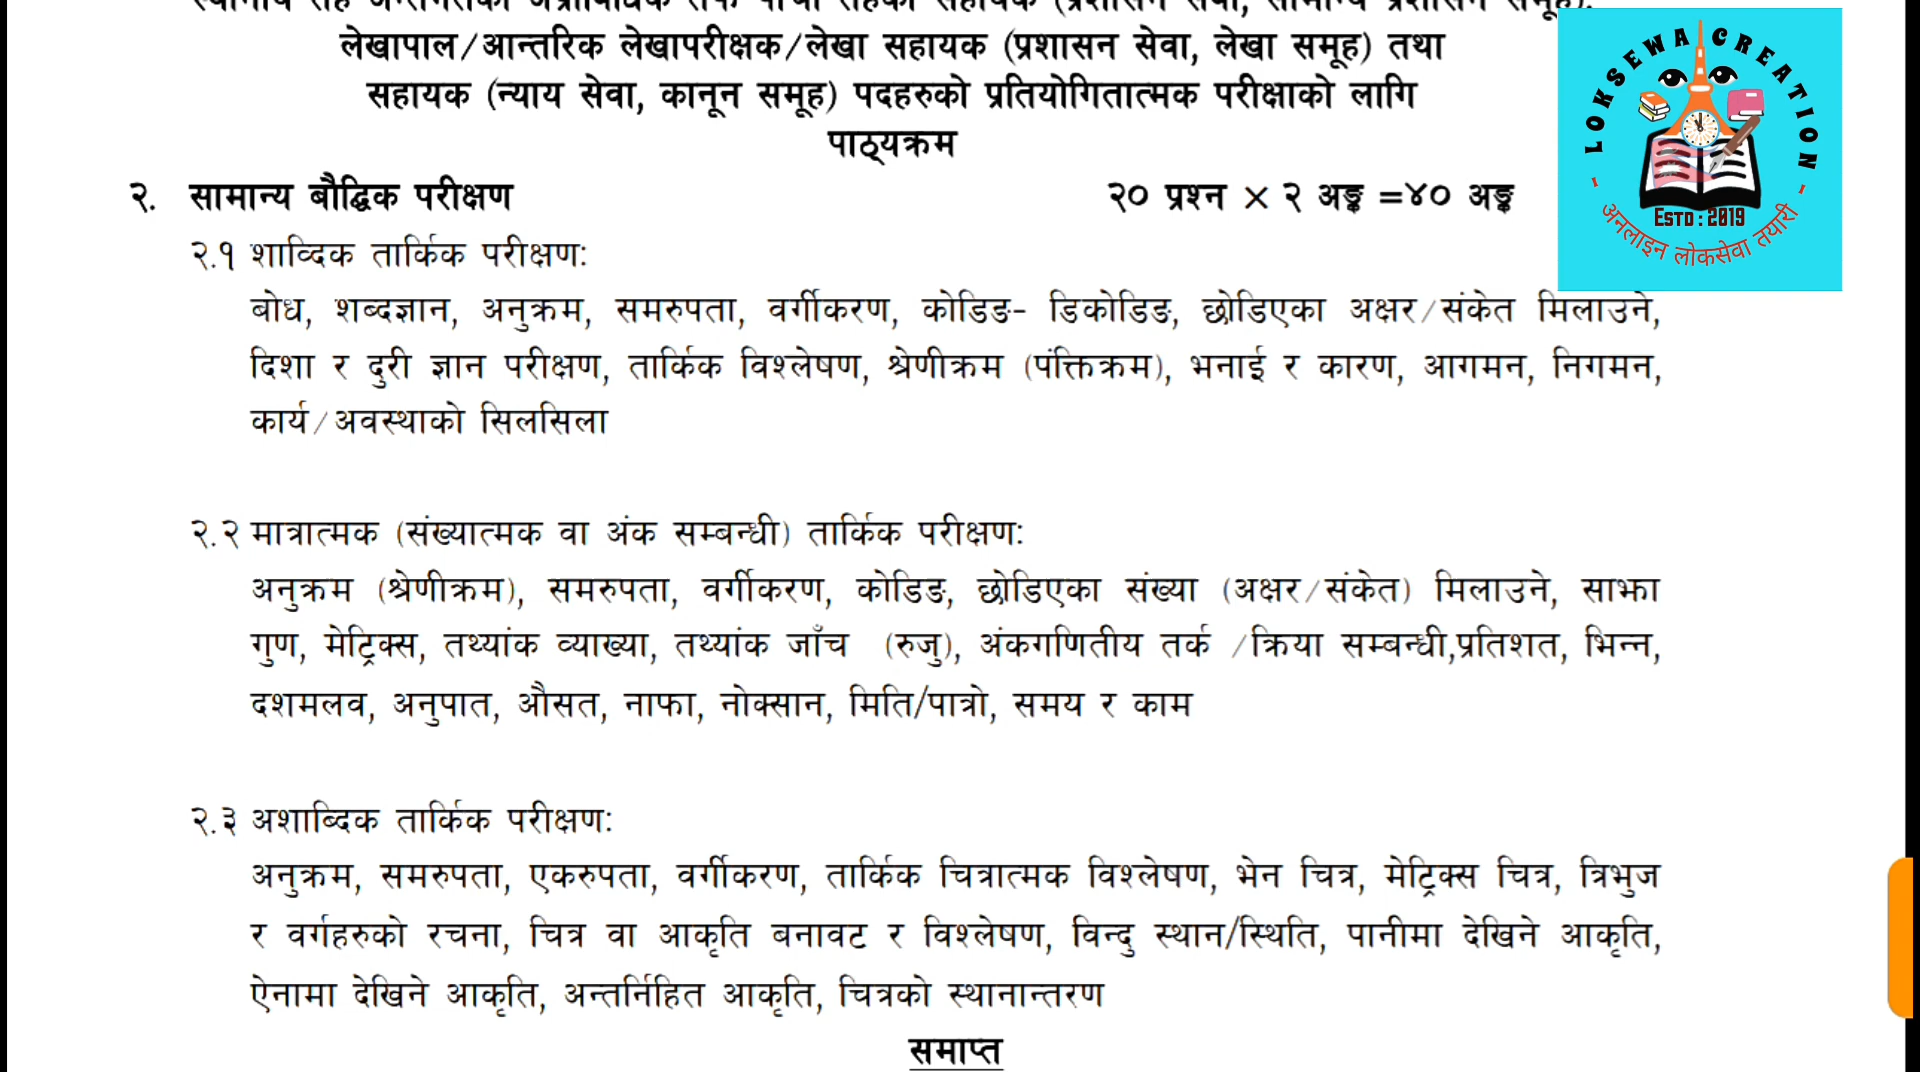 लेखापाल/आन्तरिक लेखापरीक्षक/लेखा सहायक (प्रशासन सेवा, लेखा समूह) तथा
सहायक (न्याय सेवा, कानून समूह) पदहरुको प्रतियोगितात्मक परीक्षाको लागि
पाठ्यक्रम
२. सामान्य बौद्धिक परीक्षण २० प्रश्न × २ अङ्क =४० अङ्क
२.१ शाव्दिक तार्किक परीक्षण:
बोध, शब्दज्ञान, अनुक्रम, समरुपता, वर्गीकरण, कोडिङ- डिकोडिङ, छोडिएका अक्षर/संकेत मिलाउने,
दिशा र दुरी ज्ञान परीक्षण, तार्किक विश्लेषण, श्रेणीक्रम (पंक्तिक्रम), भनाई र कारण, आगमन, निगमन,
कार्य/अवस्थाको सिलसिला
२.२ मात्रात्मक (संख्यात्मक वा अंक सम्बन्धी) तार्किक परीक्षण:
अनुक्रम (श्रेणीक्रम), समरुपता, वर्गीकरण, कोडिङ, छोडिएका संख्या (अक्षर/संकेत) मिलाउने, साझा
गुण, मेट्रिक्स, तथ्यांक व्याख्या, तथ्यांक जाँच (रुजु), अंकगणितीय तर्क /क्रिया सम्बन्धी,प्रतिशत, भिन्न,
दशमलव, अनुपात, औसत, नाफा, नोक्सान, मिति/पात्रो, समय र काम
२.३ अशाब्दिक तार्किक परीक्षण:
अनुक्रम, समरुपता, एकरुपता, वर्गीकरण, तार्किक चित्रात्मक विश्लेषण, भेन चित्र, मेट्रिक्स चित्र, त्रिभुज
र वर्गहरुको रचना, चित्र वा आकृति बनावट र विश्लेषण, विन्दु स्थान/स्थिति, पानीमा देखिने आकृति,
ऐनामा देखिने आकृति, अन्तर्निहित आकृति, चित्रको स्थानान्तरण
समाप्त
LOKSEWA CREATION
ESTD : 2019
- अनलाइन लोकसेवा तयारी -